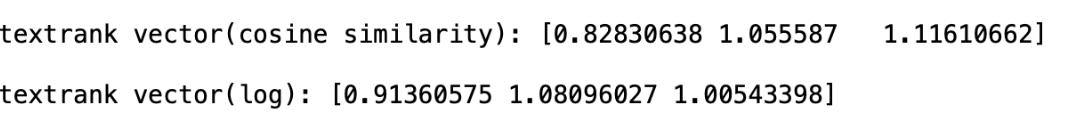 textrank vector(cosine similarity): [0.82830638 1.055587   1.11610662]
textrank vector(log): [0.91360575 1.08096027 1.00543398]